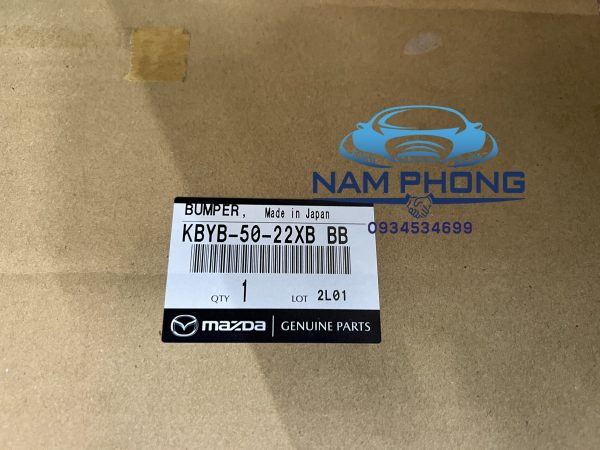 NAM PHONG
0934534699
BUMPER, Made in Japan
KBYB-50-22XB BB
QTY 1 LOT 2L01
mazda GENUINE PARTS